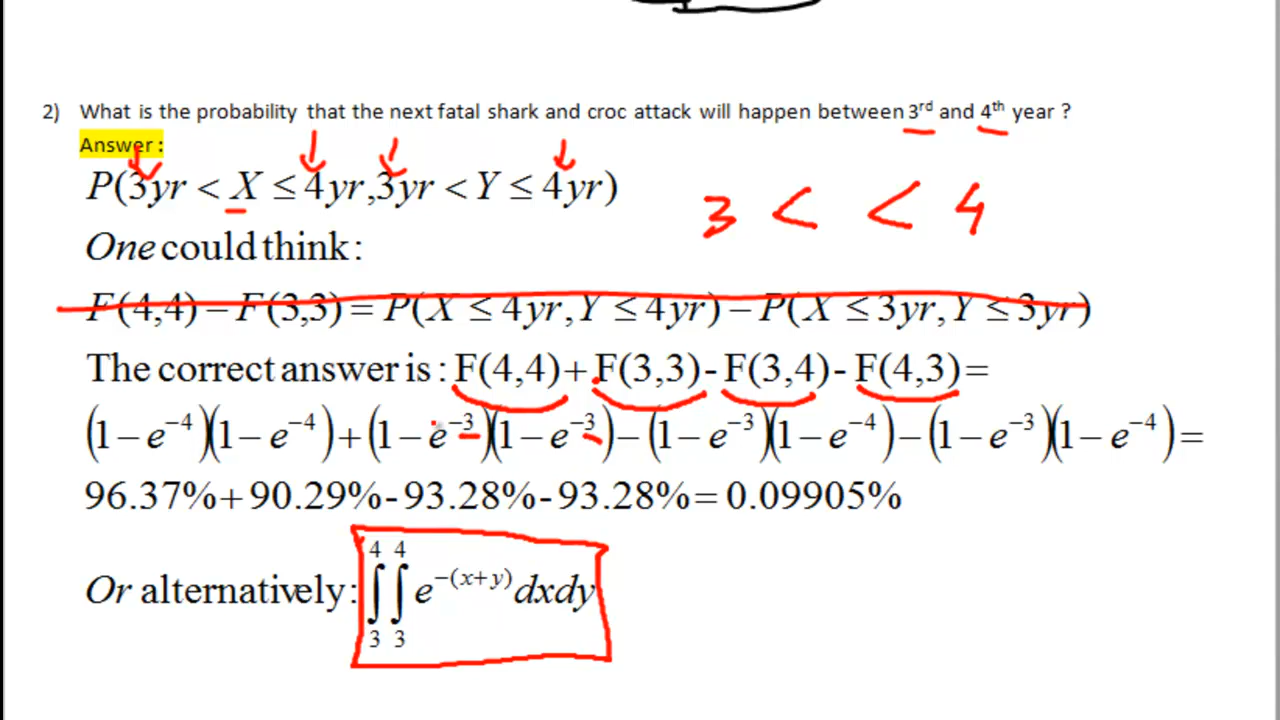 2) What is the probability that the next fatal shark and croc attack will happen between 3rd and 4th year ?
Answer :
P(3yr < X ≤ 4yr,3yr < Y ≤ 4yr)
3 < < 4
One could think :
F(4,4) – F(3,3) = P(X ≤ 4yr,Y ≤ 4yr) – P(X ≤ 3yr,Y ≤ 3yr)
The correct answer is : F(4,4)+ F(3,3)- F(3,4)- F(4,3) =
(1–e⁻⁴)(1–e⁻⁴)+(1–e⁻³)(1–e⁻³)–(1–e⁻³)(1–e⁻⁴)–(1–e⁻³)(1–e⁻⁴)=
96.37%+90.29%-93.28%-93.28%=0.09905%
Or alternatively: ∫₃⁴ ∫₃⁴ e^–(x+y) dxdy